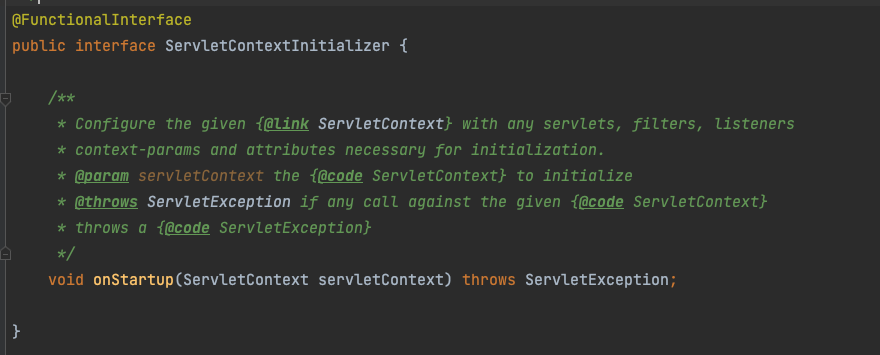 @FunctionalInterface
public interface ServletContextInitializer {
/**
* Configure the given {@link ServletContext} with any servlets, filters, listeners
* context-params and attributes necessary for initialization.
* @param servletContext the {@code ServletContext} to initialize
* @throws ServletException if any call against the given {@code ServletContext}
* throws a {@code ServletException}
*/
void onStartup(ServletContext servletContext) throws ServletException;
}